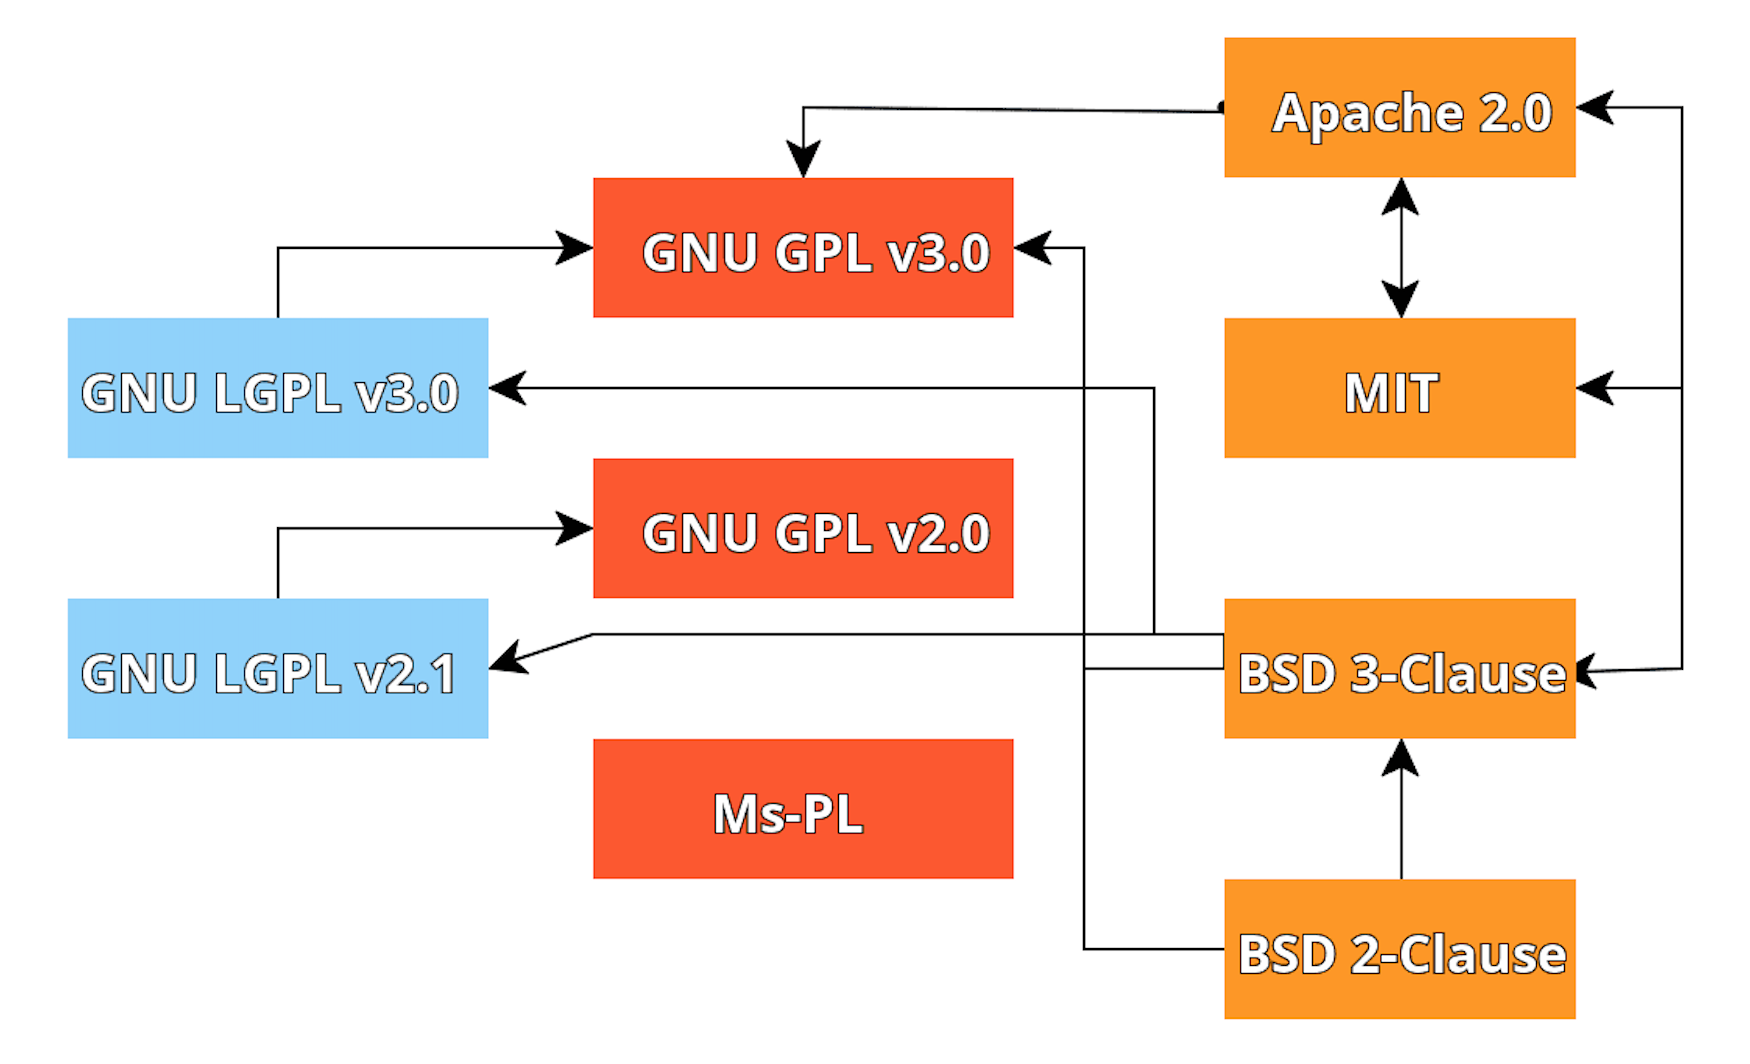 Apache 2.0
GNU GPL v3.0
GNU LGPL v3.0
MIT
GNU GPL v2.0
GNU LGPL v2.1
BSD 3-Clause
Ms-PL
BSD 2-Clause